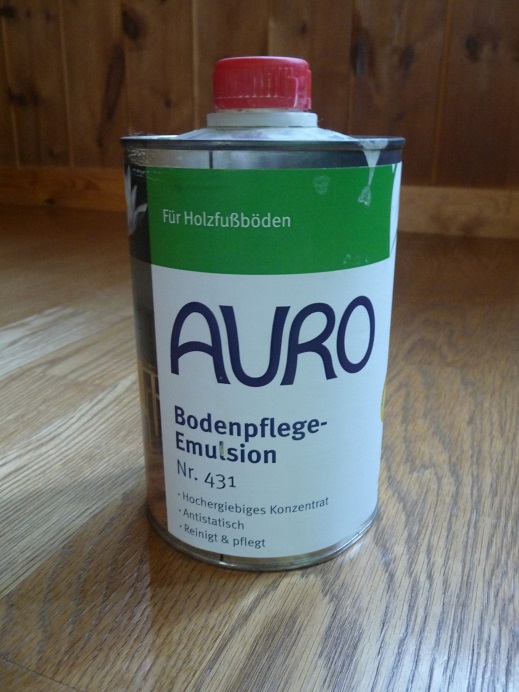 Für Holzfußböden
AURO
Bodenpflege-
Emulsion
Nr. 431
· Hochergiebiges Konzentrat
· Antistatisch
· Reinigt & pflegt